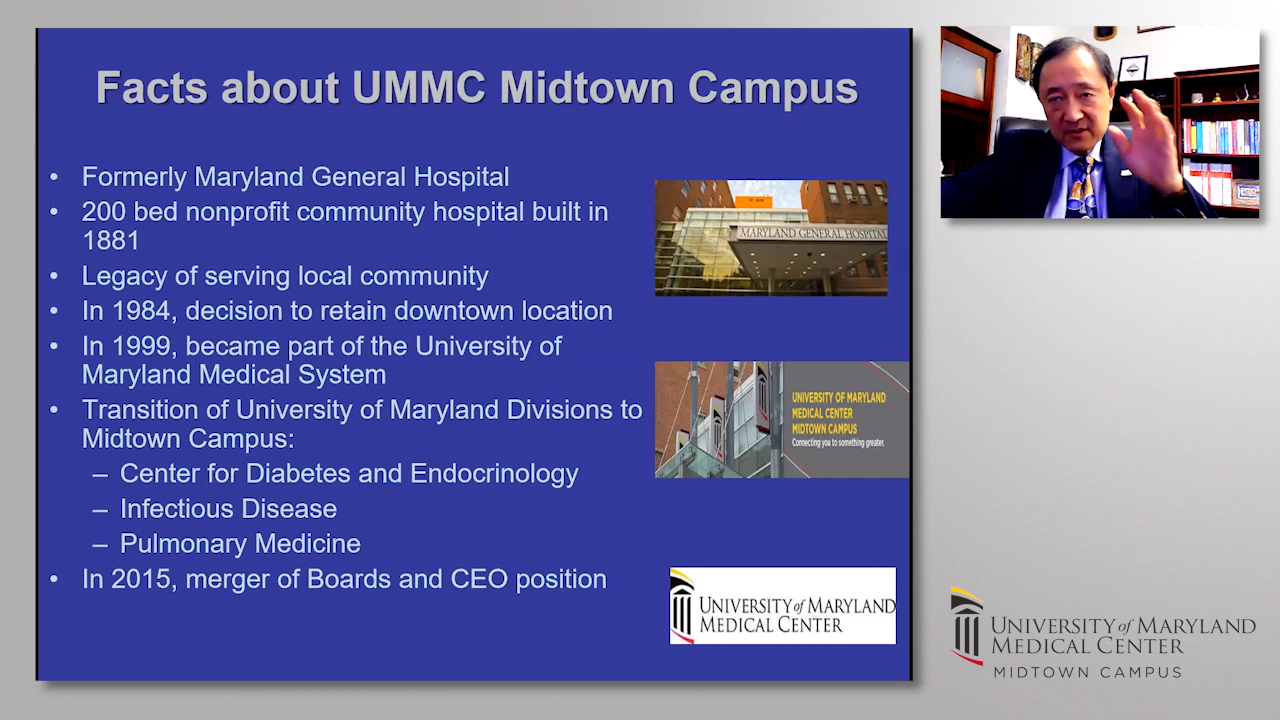 Facts about UMMC Midtown Campus
• Formerly Maryland General Hospital
• 200 bed nonprofit community hospital built in
1881
• Legacy of serving local community
• In 1984, decision to retain downtown location
• In 1999, became part of the University of
Maryland Medical System
• Transition of University of Maryland Divisions to
Midtown Campus:
– Center for Diabetes and Endocrinology
– Infectious Disease
– Pulmonary Medicine
• In 2015, merger of Boards and CEO position
MARYLAND GENERAL HOSPITAL
UNIVERSITY OF MARYLAND
MEDICAL CENTER
MIDTOWN CAMPUS
Connecting you to something greater.
UNIVERSITY of MARYLAND
MEDICAL CENTER
UNIVERSITY of MARYLAND
MEDICAL CENTER
MIDTOWN CAMPUS